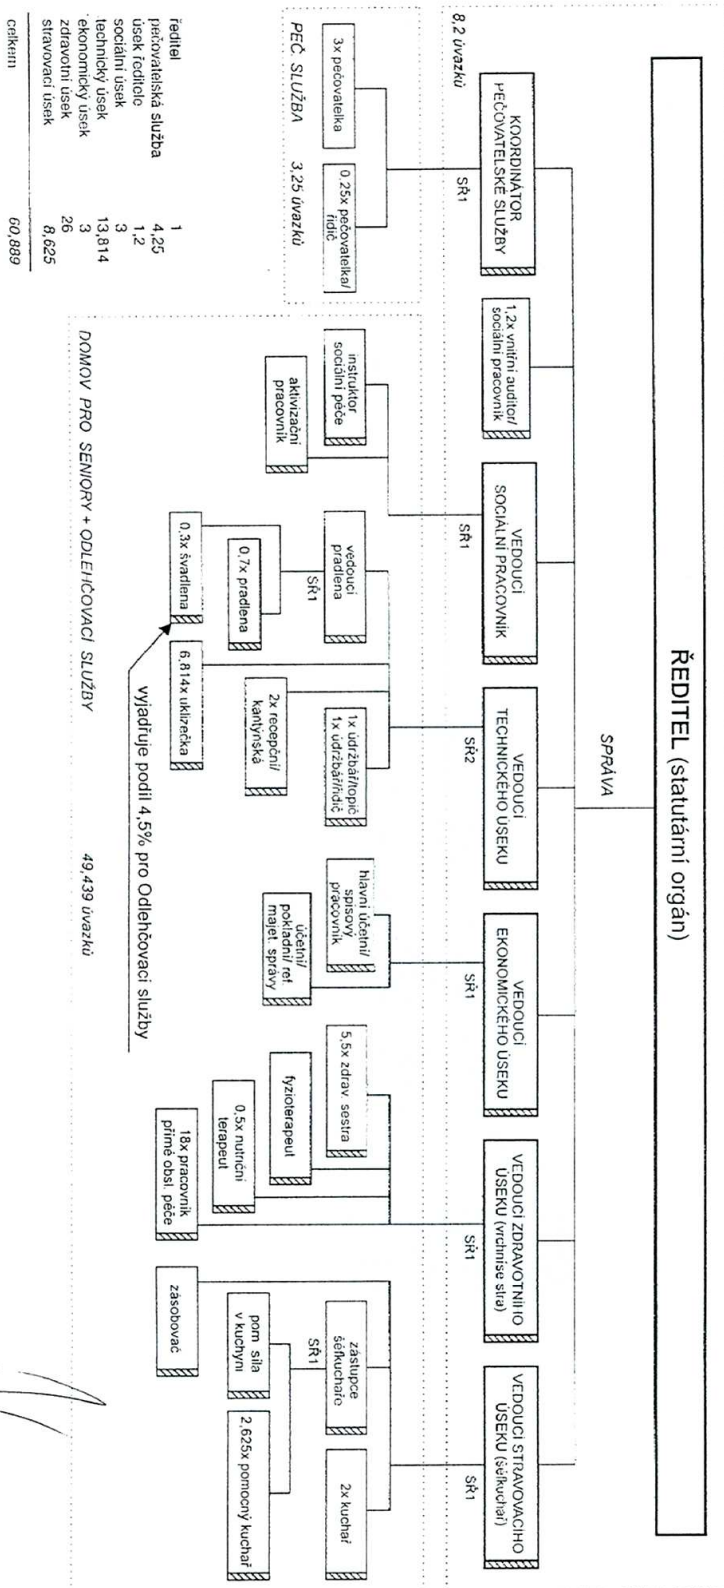 ŘEDITEL (statutární orgán)
SPRÁVA
8,2 úvazků
KOORDINÁTOR
PEČOVATELSKÉ SLUŽBY
1,2x vnitřní auditor/
sociální pracovník
VEDOUCÍ
SOCIÁLNÍ PRACOVNÍK
VEDOUCÍ
TECHNICKÉHO ÚSEKU
VEDOUCÍ
EKONOMICKÉHO ÚSEKU
VEDOUCÍ ZDRAVOTNÍHO
ÚSEKU (vrchní se stra)
VEDOUCÍ STRAVOVACÍHO
ÚSEKU (šéfkuchař)
SŘ1
SŘ1
SŘ2
SŘ1
SŘ1
SŘ1
3x pečovatelka
0,25x pečovatelka/
řidič
PEČ. SLUŽBA
3,25 úvazků
instruktor
sociální péče
aktivizační
pracovník
vedoucí
pradlena
SŘ1
0,7x pradlena
0,3x švadlena
1x údržbář/topič
1x údržbář/řidič
2x recepční/
kantýnská
6,814x uklízečka
hlavní účetní/
spisový
pracovník
účetní/
pokladní/ ref.
majet. správy
5,5x zdrav. sestra
fyzioterapeut
0,5x nutriční
terapeut
18x pracovník
přímé obsl. péče
zástupce
šéfkuchaře
SŘ1
2x kuchař
pom síla
v kuchyni
2,625x pomocný kuchař
zásobovač
vyjadřuje podíl 4,5% pro Odlehčovací služby
DOMOV PRO SENIORY + ODLEHČOVACÍ SLUŽBY
49,439 úvazků
ředitel 1
pečovatelská služba 4,25
úsek ředitele 1,2
sociální úsek 3
technický úsek 13,814
ekonomický úsek 3
zdravotní úsek 26
stravovací úsek 8,625
celkem 60,889